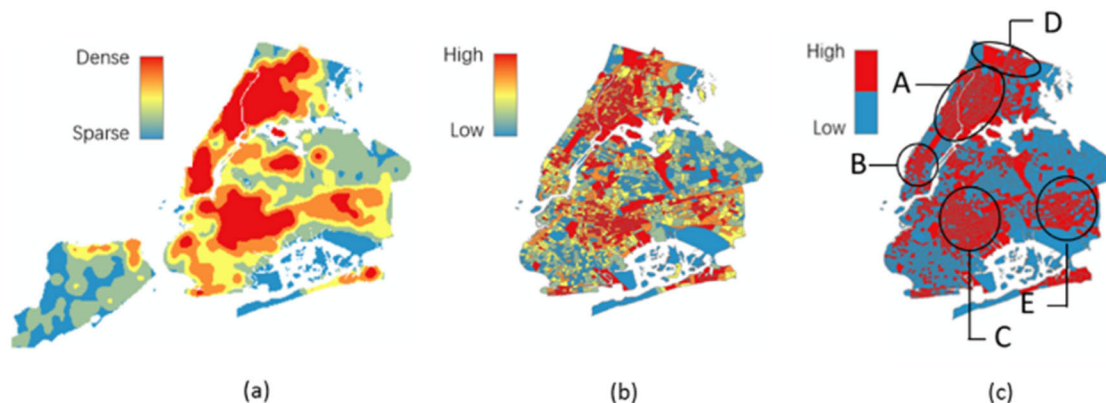 Dense
Sparse
High
Low
High
Low
D
A
B
E
C
(a)
(b)
(c)